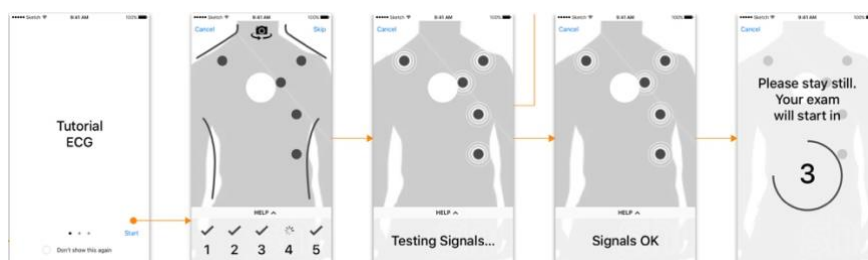 Sketch 9:41 AM 100%
Tutorial
ECG
Start
Don't show this again
Sketch 9:41 AM 100%
Cancel Skip
HELP
1 2 3 4 5
Sketch 9:41 AM 100%
Cancel
HELP
Testing Signals...
Sketch 9:41 AM 100%
Cancel
HELP
Signals OK
Sketch 9:41 AM 100%
Please stay still.
Your exam
will start in
3